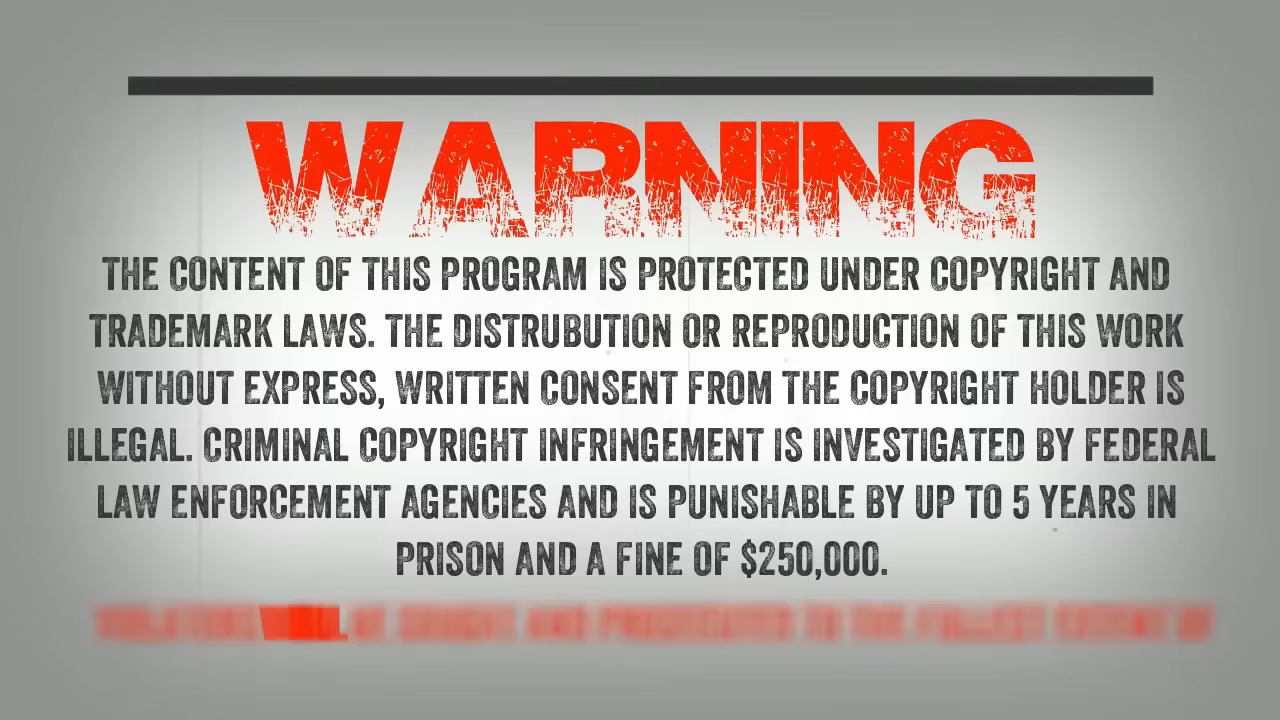 WARNING
THE CONTENT OF THIS PROGRAM IS PROTECTED UNDER COPYRIGHT AND
TRADEMARK LAWS. THE DISTRUBUTION OR REPRODUCTION OF THIS WORK
WITHOUT EXPRESS, WRITTEN CONSENT FROM THE COPYRIGHT HOLDER IS
ILLEGAL. CRIMINAL COPYRIGHT INFRINGEMENT IS INVESTIGATED BY FEDERAL
LAW ENFORCEMENT AGENCIES AND IS PUNISHABLE BY UP TO 5 YEARS IN
PRISON AND A FINE OF $250,000.